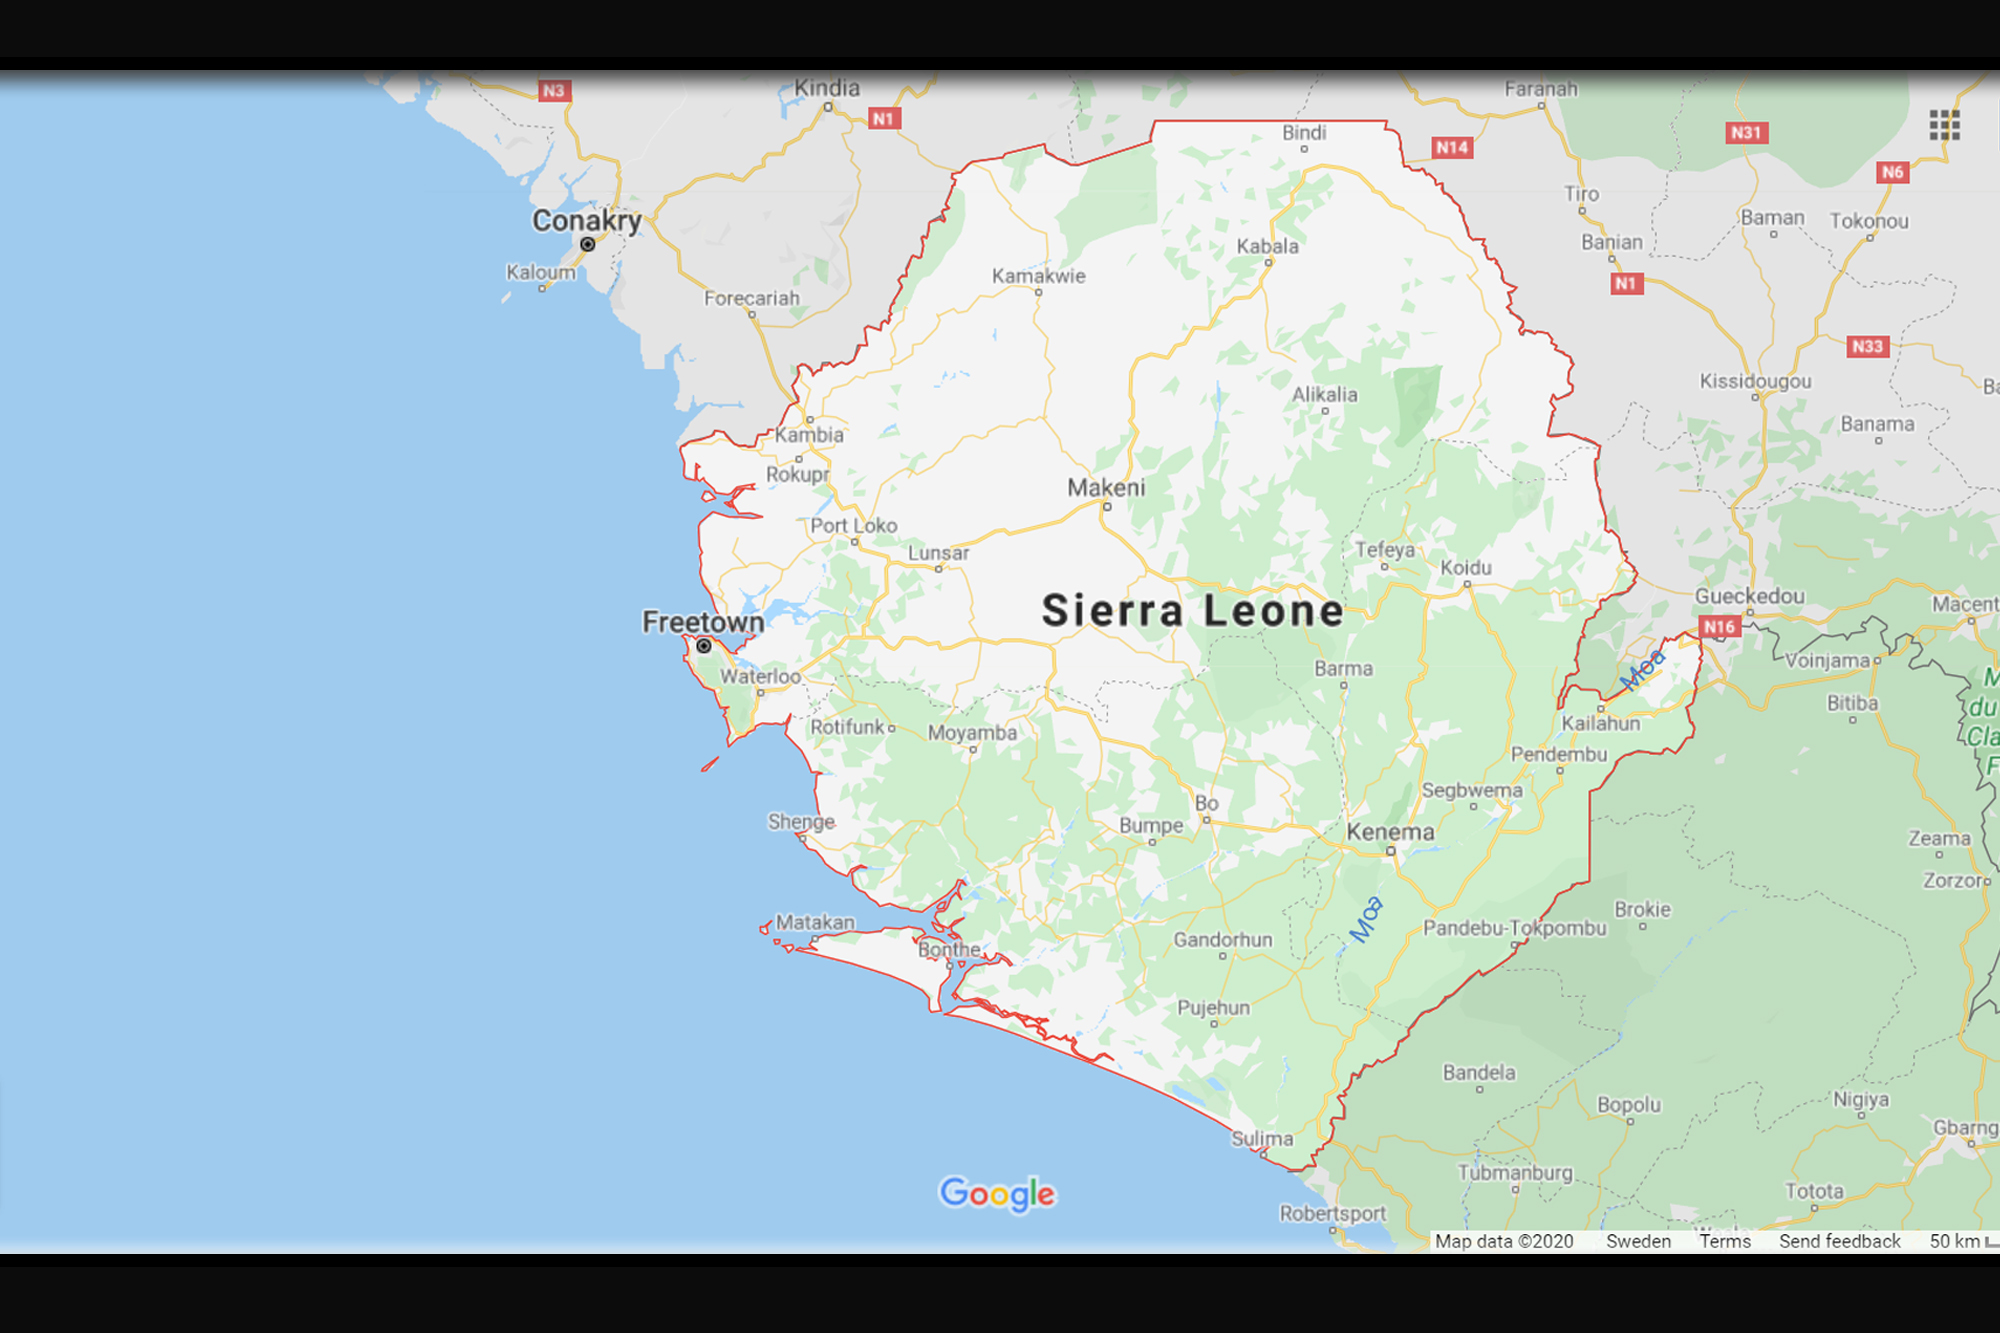 Kindia
Faranah
N3
N1
Bindi
N31
N14
N6
Tiro
Conakry
Baman
Tokonou
Banian
Kabala
Kaloum
Kamakwie
N1
Forecariah
N33
Kissidougou
Alikalia
Banama
Kambia
Rokupr
Makeni
Port Loko
Lunsar
Tefeya
Koidu
Gueckedou
Macent
Sierra Leone
Freetown
N16
Moa
Voinjama
Barma
Waterloo
Bitiba
du
Rotifunk
Moyamba
Kailahun
Cla
Pendembu
F
Segbwema
Bo
Shenge
Bumpe
Kenema
Zeama
Zorzor
Matakan
Moa
Brokie
Pandebu-Tokpombu
Bonthe
Gandorhun
Pujehun
Bandela
Bopolu
Nigiya
Sulima
Gbarng
Tubmanburg
Google
Totota
Robertsport
Map data ©2020 Sweden Terms Send feedback 50 km